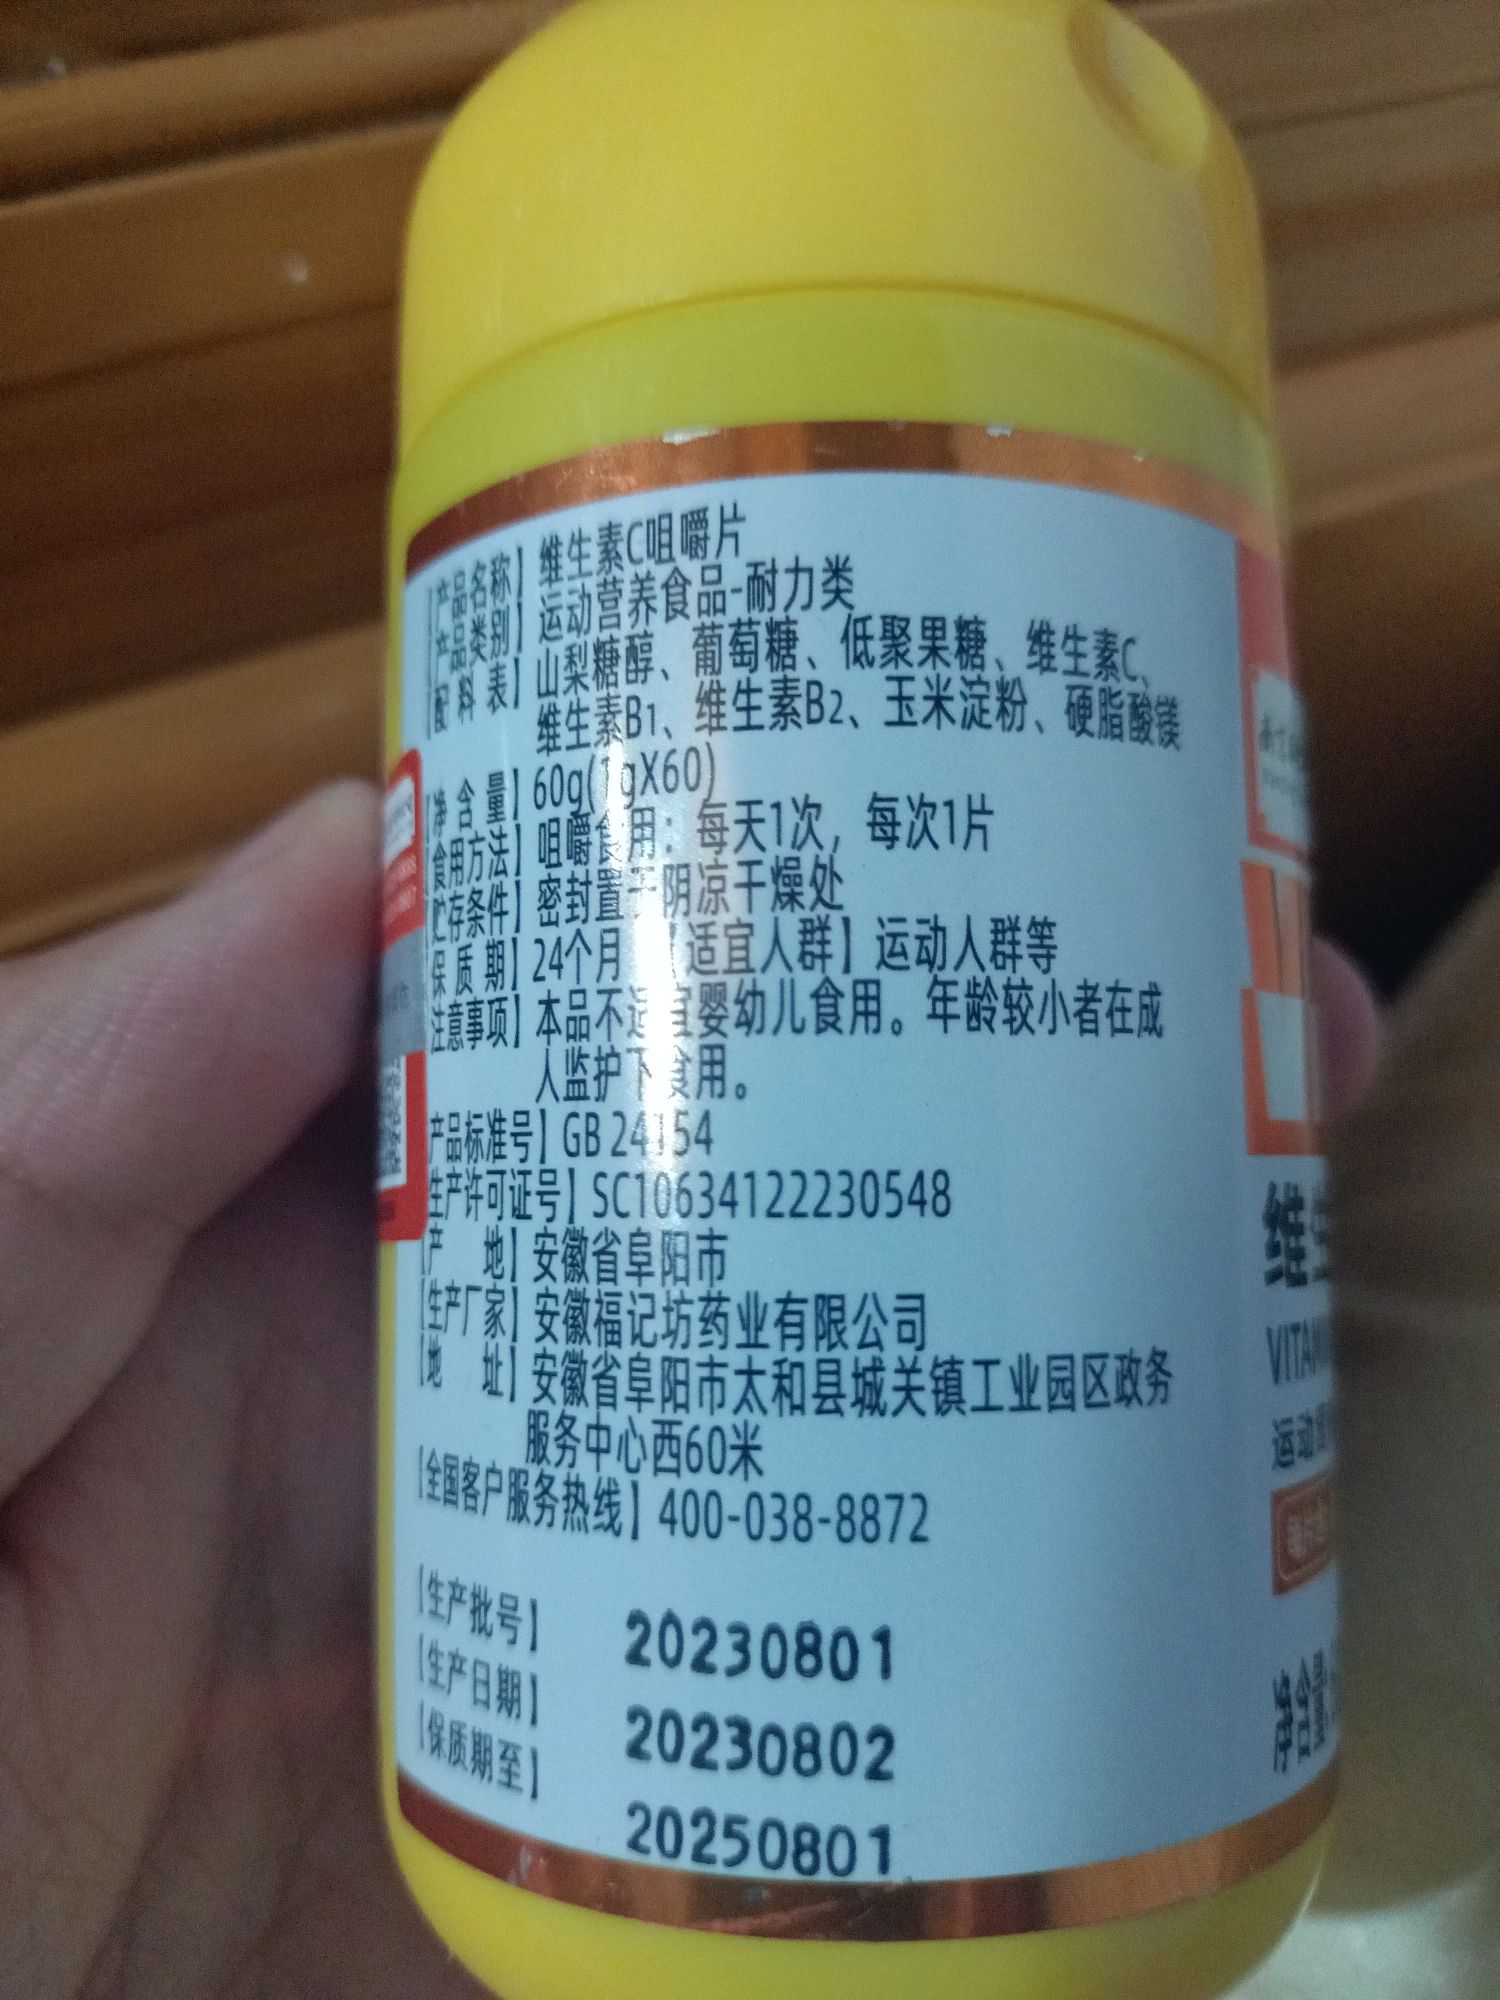 【产品名称】维生素C咀嚼片
【产品类别】运动营养食品-耐力类
【配料表】山梨糖醇、葡萄糖、低聚果糖、维生素C、
维生素B1、维生素B2、玉米淀粉、硬脂酸镁
【净含量】60g(1gX60)
【食用方法】咀嚼食用：每天1次，每次1片
【贮存条件】密封置于阴凉干燥处
【保质期】24个月 【适宜人群】运动人群等
【注意事项】本品不适宜婴幼儿食用。年龄较小者在成
人监护下食用。
【产品标准号】GB 24154
【生产许可证号】SC10634122230548
【产地】安徽省阜阳市
【生产厂家】安徽福记坊药业有限公司
【地址】安徽省阜阳市太和县城关镇工业园区政务
服务中心西60米
【全国客户服务热线】400-038-8872
【生产批号】 20230801
【生产日期】 20230802
【保质期至】 20250801
维生
VITAM
运动营
净含量